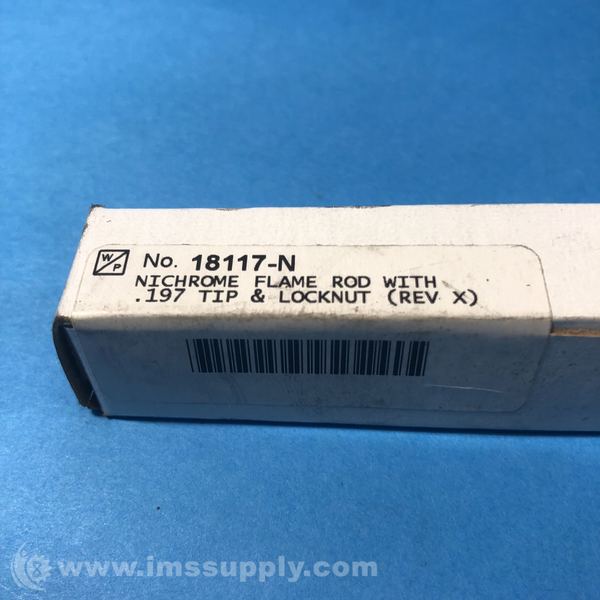 W/P No. 18117-N
NICHROME FLAME ROD WITH
.197 TIP & LOCKNUT (REV X)
www.imssupply.com